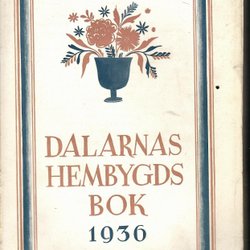 DALARNAS
HEMBYGDS
BOK
1936